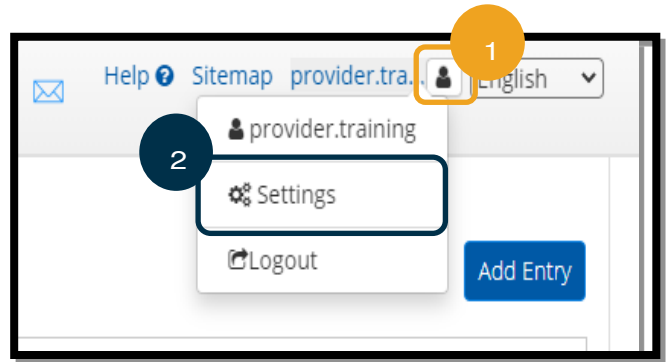 1
Help Sitemap provider.tra... English
provider.training
2
Settings
Logout
Add Entry